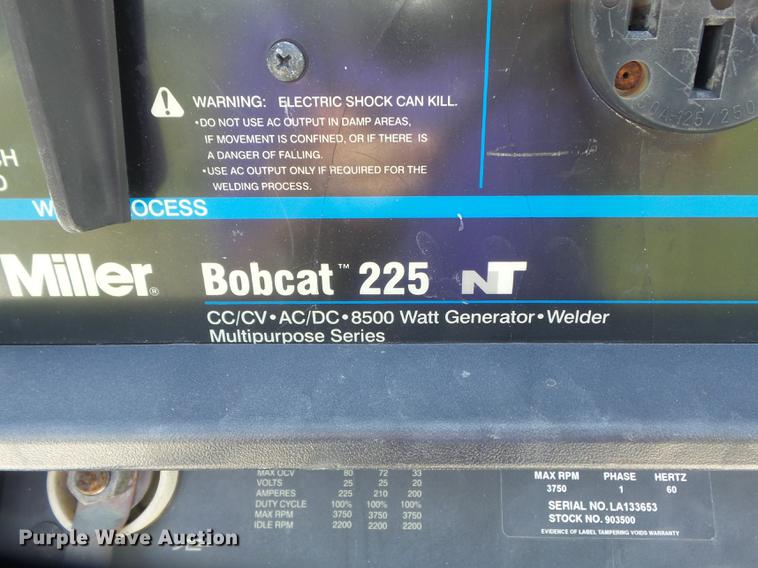 50A-125/250
WARNING: ELECTRIC SHOCK CAN KILL.
•DO NOT USE AC OUTPUT IN DAMP AREAS,
IF MOVEMENT IS CONFINED, OR IF THERE IS
A DANGER OF FALLING.
•USE AC OUTPUT ONLY IF REQUIRED FOR THE
WELDING PROCESS.
OCESS
Miller® Bobcat™ 225 NT
CC/CV•AC/DC•8500 Watt Generator•Welder
Multipurpose Series
MAX OCV 80 72 33
VOLTS 25 25 20
AMPERES 225 210 200
DUTY CYCLE 100% 100% 100%
MAX RPM 3750 3750 3750
IDLE RPM 2200 2200 2200
MAX RPM PHASE HERTZ
3750 1 60
SERIAL NO. LA133653
STOCK NO. 903500
EVIDENCE OF LABEL TAMPERING VOIDS WARRANTY
Purple Wave Auction